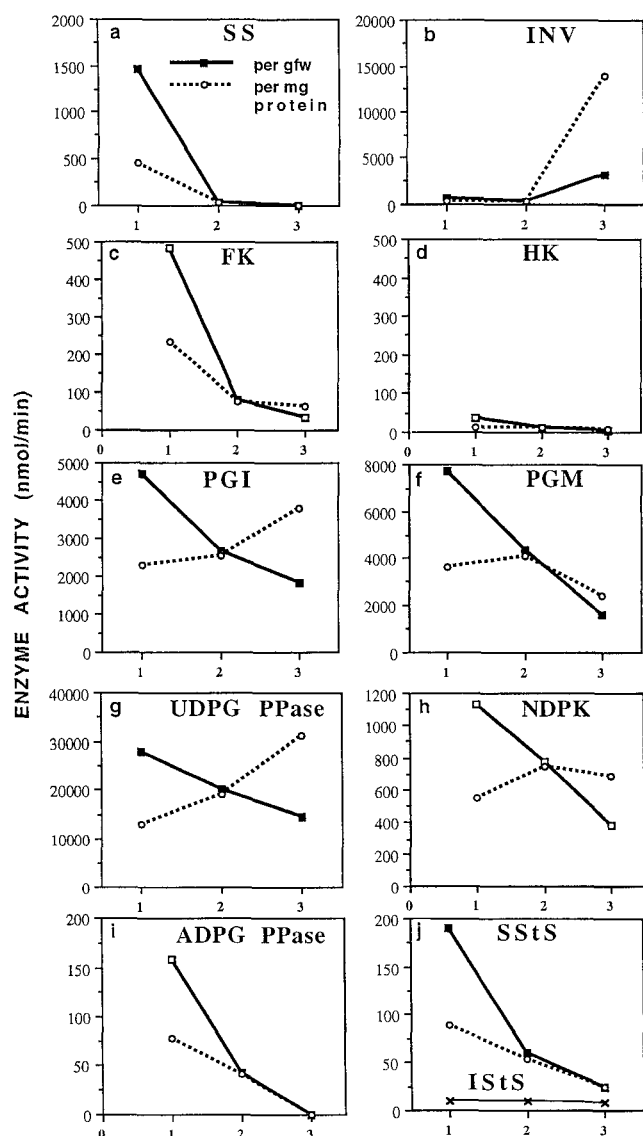 ENZYME ACTIVITY (nmol/min)
a SS
per gfw
per mg
protein
2000
1500
1000
500
0
1 2 3
b INV
20000
15000
10000
5000
0
1 2 3
c FK
500
400
300
200
100
0
0 1 2 3
d HK
500
400
300
200
100
0
0 1 2 3
e PGI
5000
4000
3000
2000
1000
0
1 2 3
f PGM
8000
6000
4000
2000
0
1 2 3
g UDPG PPase
40000
30000
20000
10000
0
1 2 3
h NDPK
1200
1000
800
600
400
200
0
0 1 2 3
i ADPG PPase
200
150
100
50
0
0 1 2 3
j SStS
IStS
200
150
100
50
0
0 1 2 3